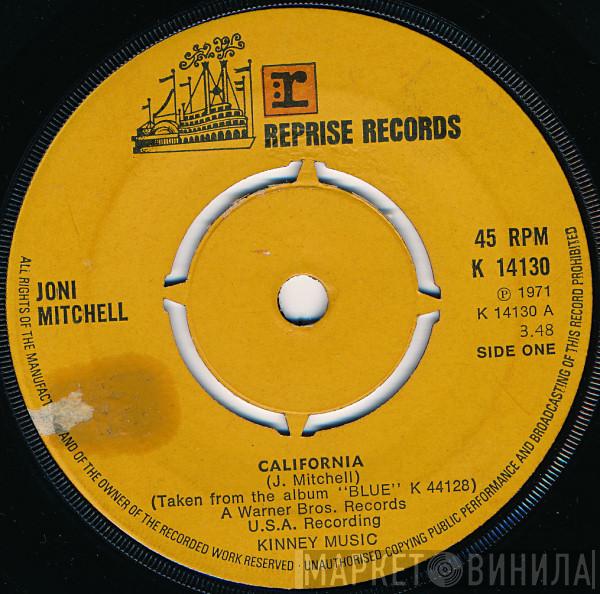 r
REPRISE RECORDS
JONI
MITCHELL
45 RPM
K 14130
Ⓟ 1971
K 14130 A
3.48
SIDE ONE
CALIFORNIA
(J. Mitchell)
(Taken from the album "BLUE" K 44128)
A Warner Bros. Records
U.S.A. Recording
KINNEY MUSIC
ALL RIGHTS OF THE MANUFACT AND OF THE OWNER OF THE RECORDED WORK RESERVED · UNAUTHORISED COPYING PUBLIC PERFORMANCE AND BROADCASTING OF THIS RECORD PROHIBITED
МАРКЕТ ВИНИЛА